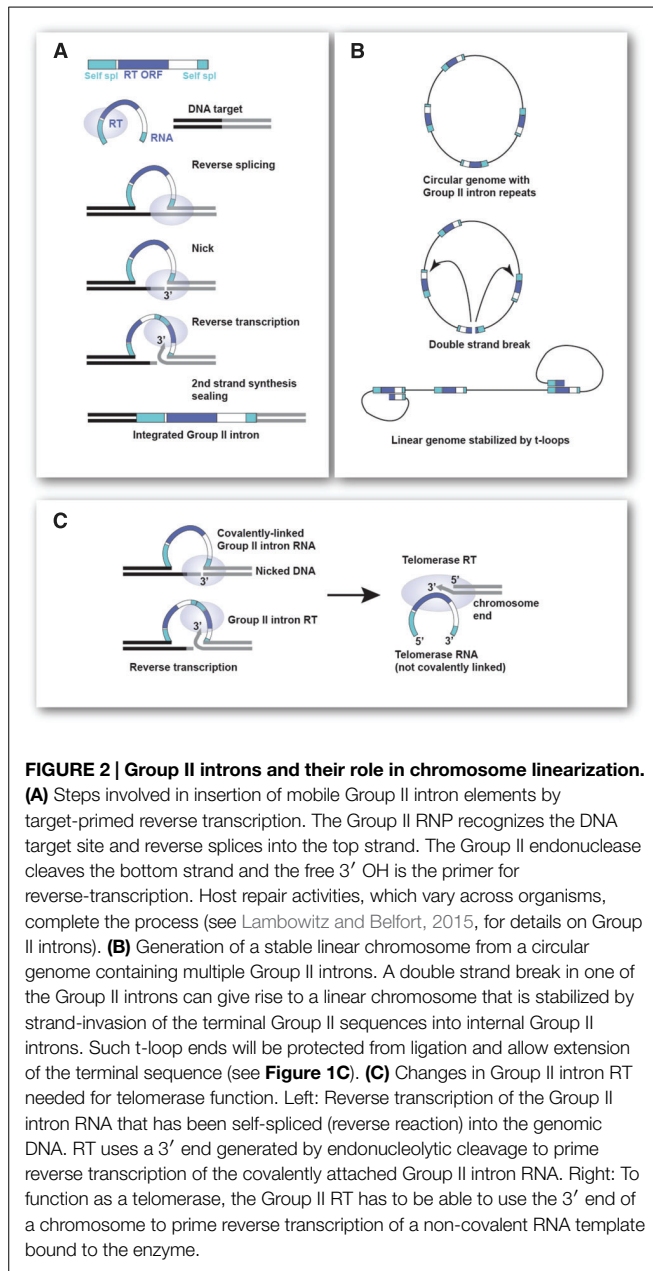 A
Self spl RT ORF Self spl
DNA target
RT
RNA
Reverse splicing
Nick
3'
Reverse transcription
3'
2nd strand synthesis
sealing
Integrated Group II intron
B
Circular genome with
Group II intron repeats
Double strand break
Linear genome stabilized by t-loops
C
Covalently-linked
Group II intron RNA
Nicked DNA
3'
Group II intron RT
3'
Reverse transcription
Telomerase RT
5'
3'
chromosome
end
5' 3'
Telomerase RNA
(not covalently linked)
FIGURE 2 | Group II introns and their role in chromosome linearization.
(A) Steps involved in insertion of mobile Group II intron elements by
target-primed reverse transcription. The Group II RNP recognizes the DNA
target site and reverse splices into the top strand. The Group II endonuclease
cleaves the bottom strand and the free 3′ OH is the primer for
reverse-transcription. Host repair activities, which vary across organisms,
complete the process (see Lambowitz and Belfort, 2015, for details on Group
II introns). (B) Generation of a stable linear chromosome from a circular
genome containing multiple Group II introns. A double strand break in one of
the Group II introns can give rise to a linear chromosome that is stabilized by
strand-invasion of the terminal Group II sequences into internal Group II
introns. Such t-loop ends will be protected from ligation and allow extension
of the terminal sequence (see Figure 1C). (C) Changes in Group II intron RT
needed for telomerase function. Left: Reverse transcription of the Group II
intron RNA that has been self-spliced (reverse reaction) into the genomic
DNA. RT uses a 3′ end generated by endonucleolytic cleavage to prime
reverse transcription of the covalently attached Group II intron RNA. Right: To
function as a telomerase, the Group II RT has to be able to use the 3′ end of
a chromosome to prime reverse transcription of a non-covalent RNA template
bound to the enzyme.